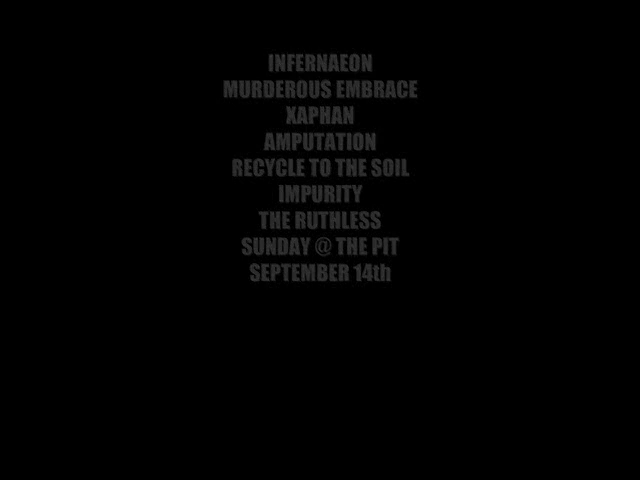 INFERNAEON
MURDEROUS EMBRACE
XAPHAN
AMPUTATION
RECYCLE TO THE SOIL
IMPURITY
THE RUTHLESS
SUNDAY @ THE PIT
SEPTEMBER 14th